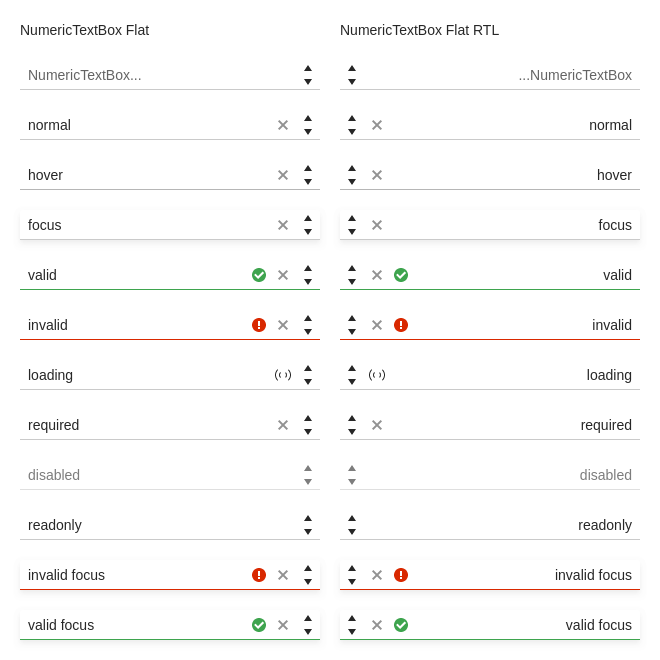 NumericTextBox Flat
NumericTextBox...
normal
hover
focus
valid
invalid
loading
required
disabled
readonly
invalid focus
valid focus
NumericTextBox Flat RTL
...NumericTextBox
normal
hover
focus
valid
invalid
loading
required
disabled
readonly
invalid focus
valid focus